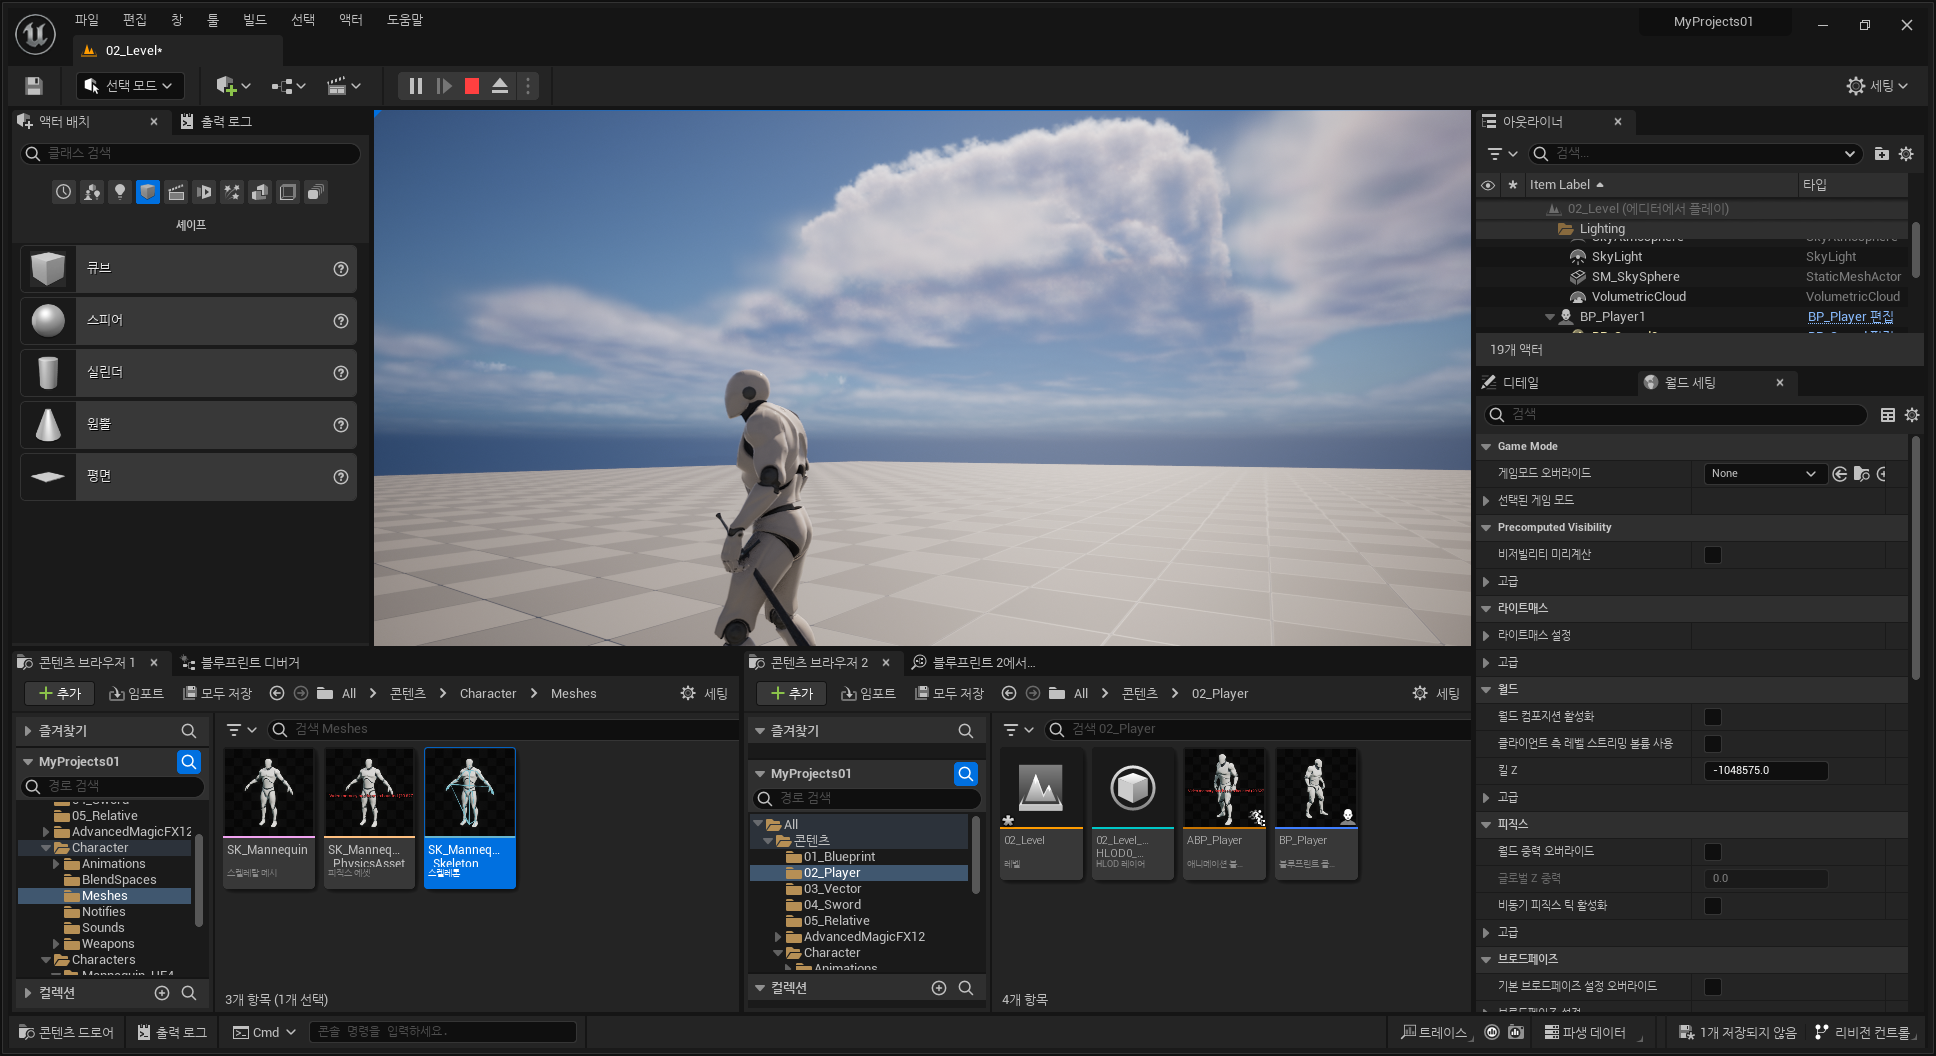 파일 편집 창 툴 빌드 선택 액터 도움말
MyProjects01
02_Level*
선택 모드
세팅
액터 배치
출력 로그
클래스 검색
셰이프
큐브
스피어
실린더
원뿔
평면
아웃라이너
검색...
Item Label
타입
02_Level (에디터에서 플레이)
Lighting
SkyAtmosphere SkyAtmosphere
SkyLight SkyLight
SM_SkySphere StaticMeshActor
VolumetricCloud VolumetricCloud
BP_Player1 BP_Player 편집
19개 액터
디테일
월드 세팅
검색
Game Mode
게임모드 오버라이드 None
선택된 게임 모드
Precomputed Visibility
비저빌리티 미리계산
고급
라이트매스
라이트매스 설정
고급
월드
월드 컴포지션 활성화
클라이언트 측 레벨 스트리밍 볼륨 사용
킬 Z -1048575.0
고급
피직스
월드 중력 오버라이드
글로벌 Z 중력 0.0
비동기 피직스 틱 활성화
고급
브로드페이즈
기본 브로드페이즈 설정 오버라이드
브로드페이즈 설정
콘텐츠 브라우저 1
블루프린트 디버거
추가 임포트 모두 저장 All 콘텐츠 Character Meshes 세팅
즐겨찾기
검색 Meshes
MyProjects01
경로 검색
04_Sword
05_Relative
AdvancedMagicFX12
Character
Animations
BlendSpaces
Meshes
Notifies
Sounds
Weapons
Characters
Mannequin_UE4
컬렉션
SK_Mannequin
스켈레탈 메시
SK_Manneq...
_PhysicsAsset
피직스 에셋
SK_Manneq...
_Skeleton
스켈레톤
3개 항목 (1개 선택)
콘텐츠 브라우저 2
블루프린트 2에서...
추가 임포트 모두 저장 All 콘텐츠 02_Player 세팅
즐겨찾기
검색 02_Player
MyProjects01
경로 검색
All
콘텐츠
01_Blueprint
02_Player
03_Vector
04_Sword
05_Relative
AdvancedMagicFX12
Character
Animations
컬렉션
02_Level
레벨
02_Level_...
HLOD0_...
HLOD 레이어
ABP_Player
애니메이션 블...
BP_Player
블루프린트 클...
4개 항목
콘텐츠 드로어
출력 로그
Cmd
콘솔 명령을 입력하세요.
트레이스
파생 데이터
1개 저장되지 않음
리비전 컨트롤